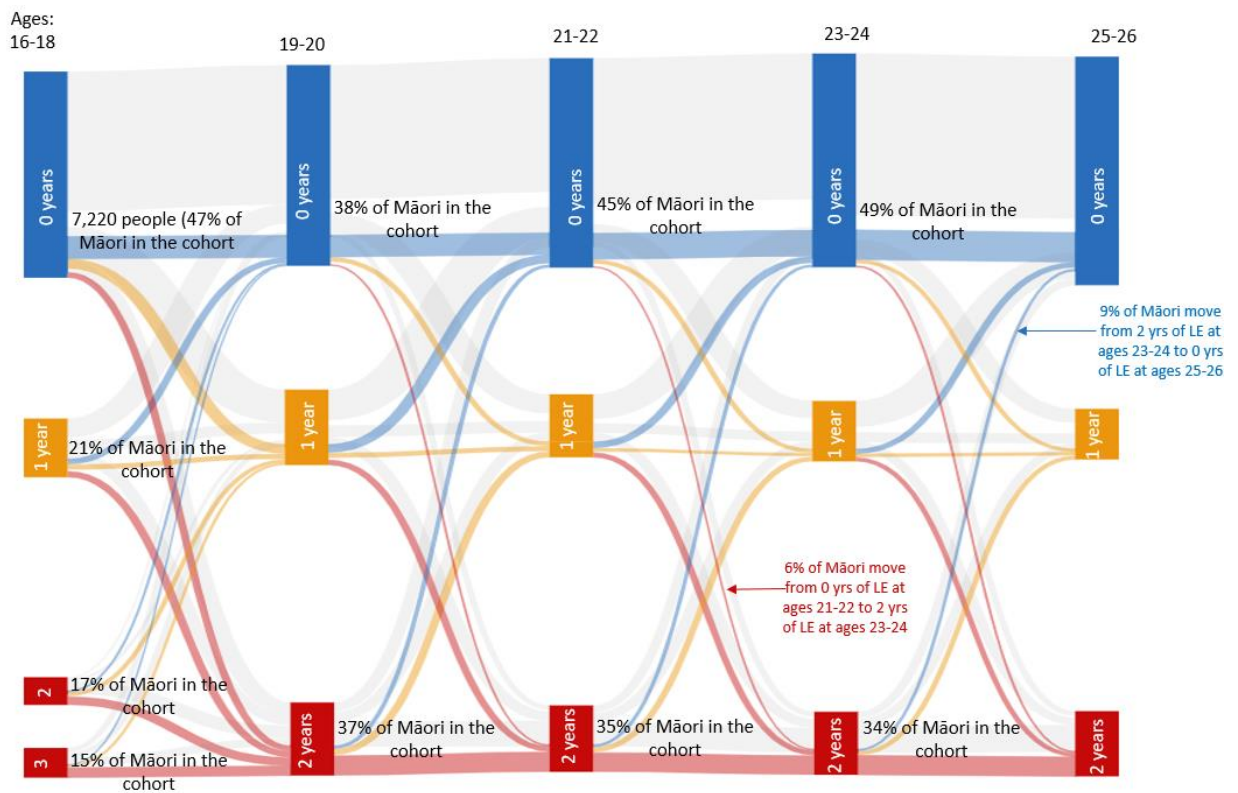 Ages:
16-18
19-20
21-22
23-24
25-26
0 years
0 years
0 years
0 years
0 years
7,220 people (47% of
Māori in the cohort
38% of Māori in the
cohort
45% of Māori in the
cohort
49% of Māori in the
cohort
9% of Māori move
from 2 yrs of LE at
ages 23-24 to 0 yrs
of LE at ages 25-26
1 year
1 year
1 year
1 year
1 year
21% of Māori in the
cohort
6% of Māori move
from 0 yrs of LE at
ages 21-22 to 2 yrs
of LE at ages 23-24
2
17% of Māori in the
cohort
3
15% of Māori in the
cohort
2 years
37% of Māori in the
cohort
2 years
35% of Māori in the
cohort
2 years
34% of Māori in the
cohort
2 years